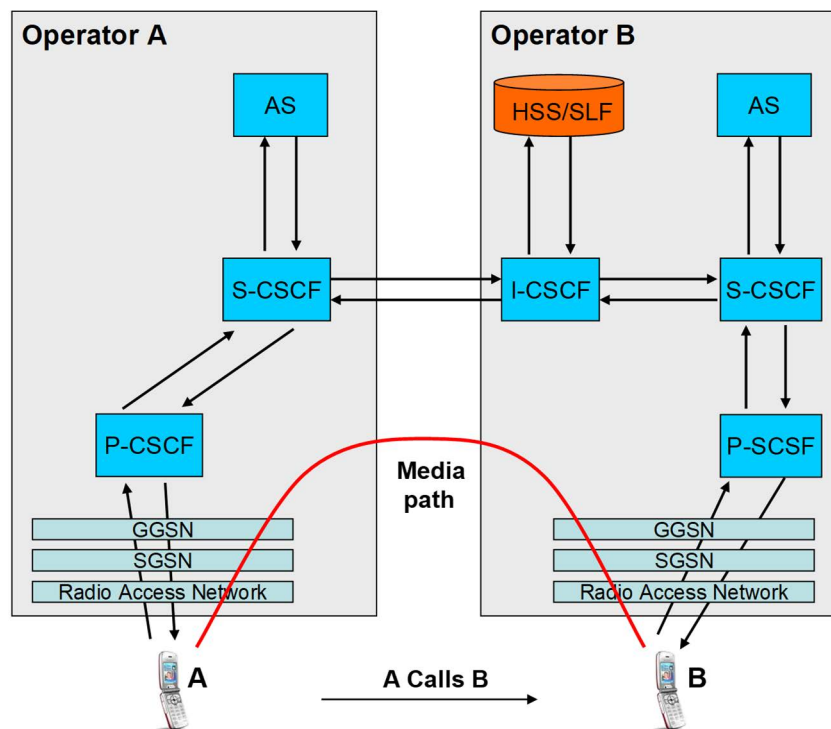 Operator A
Operator B
AS
HSS/SLF
AS
S-CSCF
I-CSCF
S-CSCF
P-CSCF
P-SCSF
Media
path
GGSN
GGSN
SGSN
SGSN
Radio Access Network
Radio Access Network
A
B
A Calls B